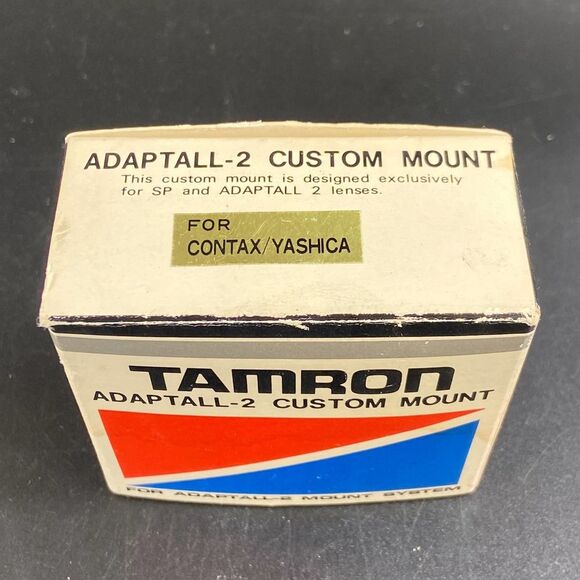 ADAPTALL-2 CUSTOM MOUNT
This custom mount is designed exclusively
for SP and ADAPTALL 2 lenses.
FOR
CONTAX/YASHICA
TAMRON
ADAPTALL-2 CUSTOM MOUNT
FOR ADAPTALL-2 MOUNT SYSTEM